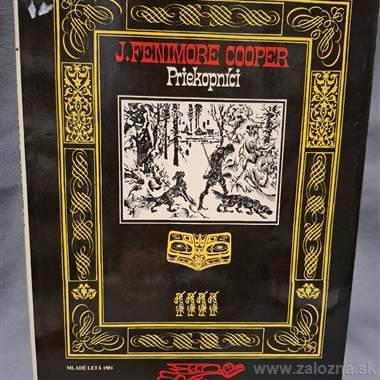 J. FENIMORE COOPER
Priekopníci
MLADÉ LETÁ 1981
www.zalozna.sk